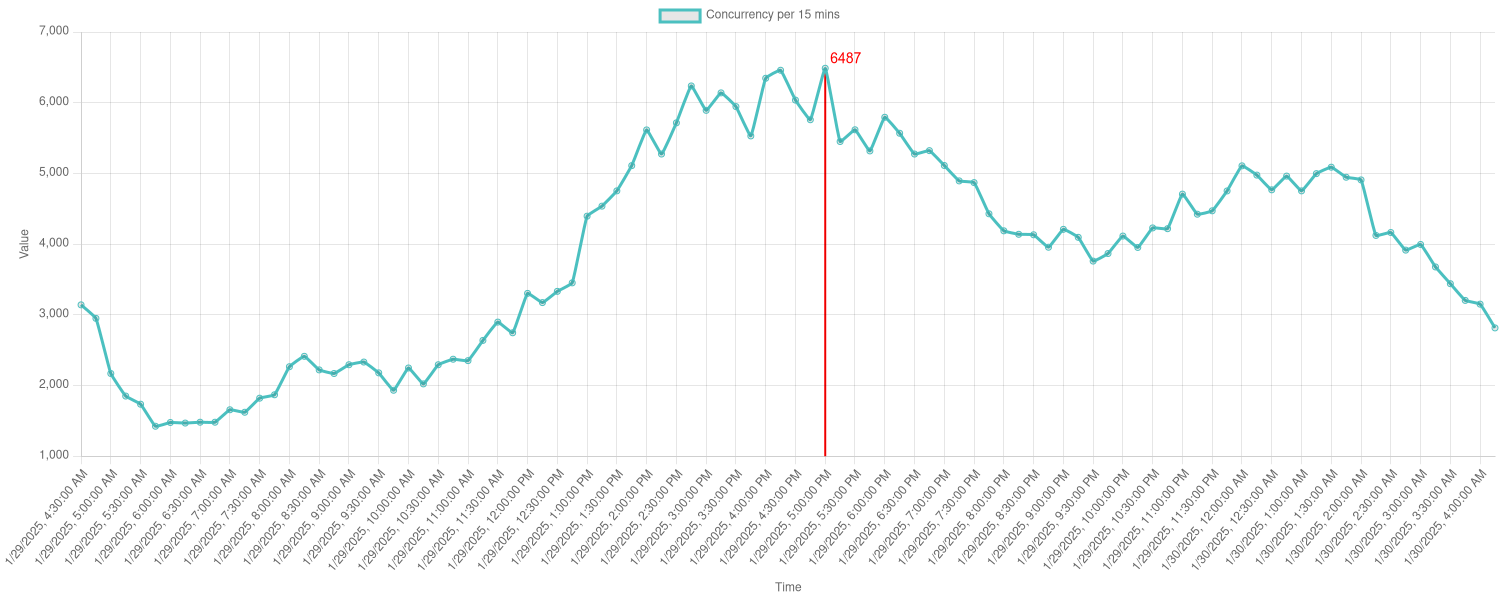 Concurrency per 15 mins
7,000
6487
6,000
5,000
4,000
Value
3,000
2,000
1,000
1/29/2025, 4:30:00 AM
1/29/2025, 5:00:00 AM
1/29/2025, 5:30:00 AM
1/29/2025, 6:00:00 AM
1/29/2025, 6:30:00 AM
1/29/2025, 7:00:00 AM
1/29/2025, 7:30:00 AM
1/29/2025, 8:00:00 AM
1/29/2025, 8:30:00 AM
1/29/2025, 9:00:00 AM
1/29/2025, 9:30:00 AM
1/29/2025, 10:00:00 AM
1/29/2025, 10:30:00 AM
1/29/2025, 11:00:00 AM
1/29/2025, 11:30:00 AM
1/29/2025, 12:00:00 PM
1/29/2025, 12:30:00 PM
1/29/2025, 1:00:00 PM
1/29/2025, 1:30:00 PM
1/29/2025, 2:00:00 PM
1/29/2025, 2:30:00 PM
1/29/2025, 3:00:00 PM
1/29/2025, 3:30:00 PM
1/29/2025, 4:00:00 PM
1/29/2025, 4:30:00 PM
1/29/2025, 5:00:00 PM
1/29/2025, 5:30:00 PM
1/29/2025, 6:00:00 PM
1/29/2025, 6:30:00 PM
1/29/2025, 7:00:00 PM
1/29/2025, 7:30:00 PM
1/29/2025, 8:00:00 PM
1/29/2025, 8:30:00 PM
1/29/2025, 9:00:00 PM
1/29/2025, 9:30:00 PM
1/29/2025, 10:00:00 PM
1/29/2025, 10:30:00 PM
1/29/2025, 11:00:00 PM
1/29/2025, 11:30:00 PM
1/30/2025, 12:00:00 AM
1/30/2025, 12:30:00 AM
1/30/2025, 1:00:00 AM
1/30/2025, 1:30:00 AM
1/30/2025, 2:00:00 AM
1/30/2025, 2:30:00 AM
1/30/2025, 3:00:00 AM
1/30/2025, 3:30:00 AM
1/30/2025, 4:00:00 AM
Time